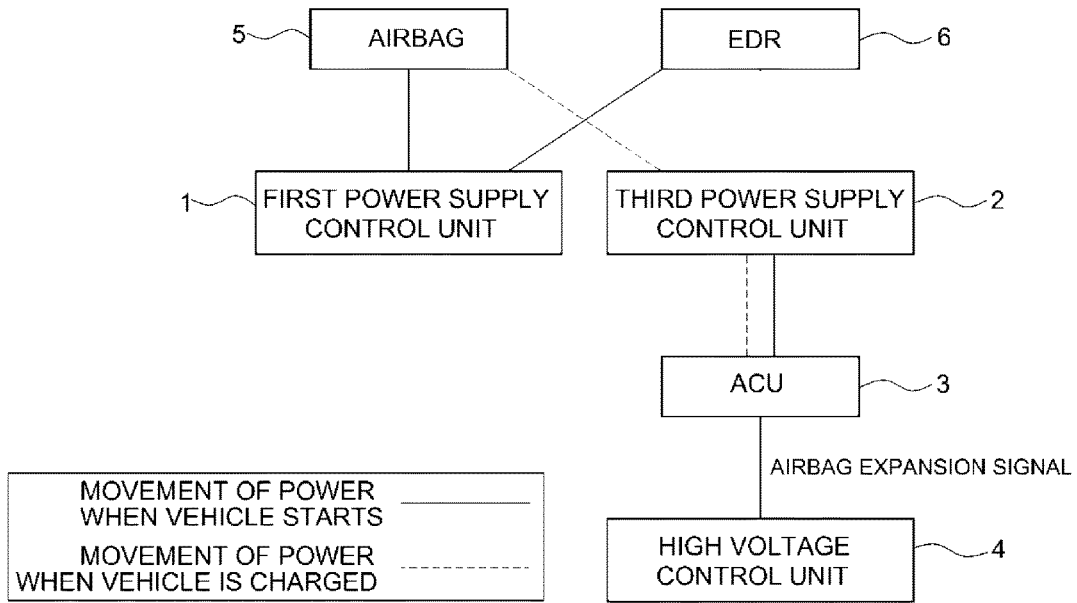 5
AIRBAG
EDR
6
1
FIRST POWER SUPPLY
CONTROL UNIT
THIRD POWER SUPPLY
CONTROL UNIT
2
ACU
3
AIRBAG EXPANSION SIGNAL
HIGH VOLTAGE
CONTROL UNIT
4
MOVEMENT OF POWER
WHEN VEHICLE STARTS
MOVEMENT OF POWER
WHEN VEHICLE IS CHARGED